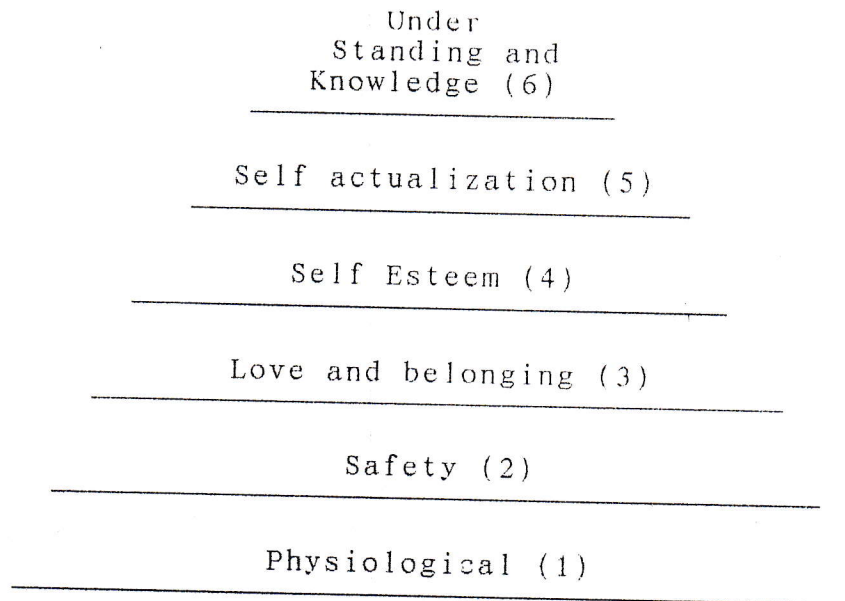 Under
Standing and
Knowledge (6)
Self actualization (5)
Self Esteem (4)
Love and belonging (3)
Safety (2)
Physiological (1)